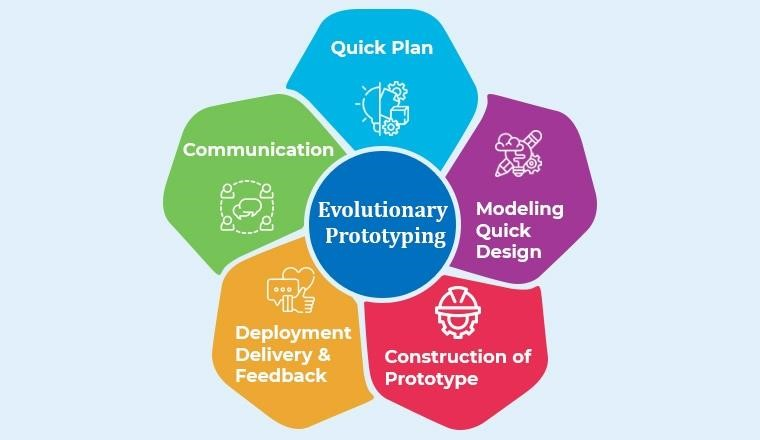 Quick Plan
Communication
Modeling
Quick
Design
Evolutionary
Prototyping
Deployment
Delivery &
Feedback
Construction of
Prototype